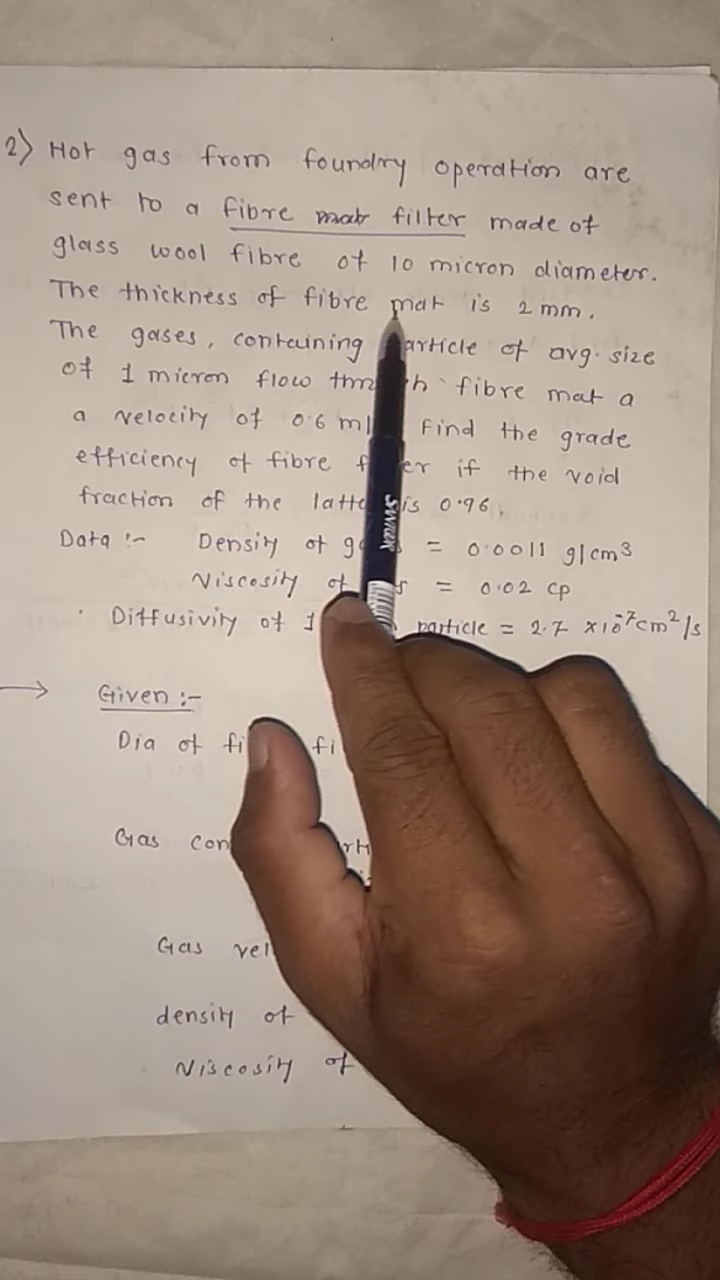 2) Hot gas from foundry operation are
sent to a fibre mat filter made of
glass wool fibre of 10 micron diameter.
The thickness of fibre mat is 2 mm.
The gases, containing article of avg. size
of 1 micron flow thr h fibre mat a
a velocity of 0.6 m/ Find the grade
efficiency of fibre f er if the void
fraction of the latte is 0.96.
Data :- Density of g = 0.0011 g/cm3
Viscosity of s = 0.02 cp
Diffusivity of 1 particle = 2.7 x10-7cm2/s
→ Given :-
Dia of fi fi
Gas con rti
Gas vel
density of
Viscosity of